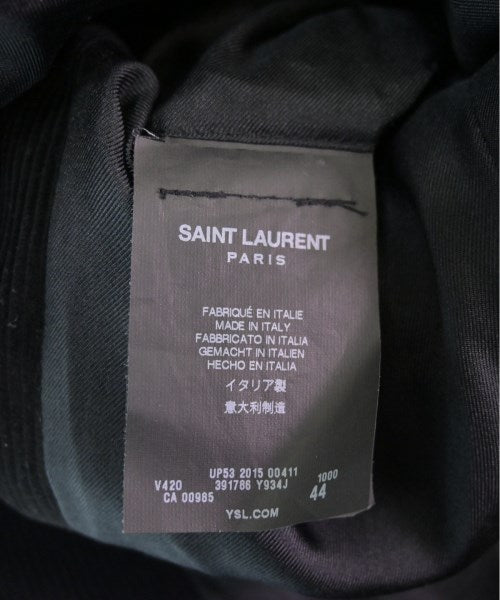 SAINT LAURENT
PARIS
FABRIQUÉ EN ITALIE
MADE IN ITALY
FABBRICATO IN ITALIA
GEMACHT IN ITALIEN
HECHO EN ITALIA
イタリア製
意大利制造
UP53 2015 00411
V420 391766 Y934J 1000
CA 00985 44
YSL.COM